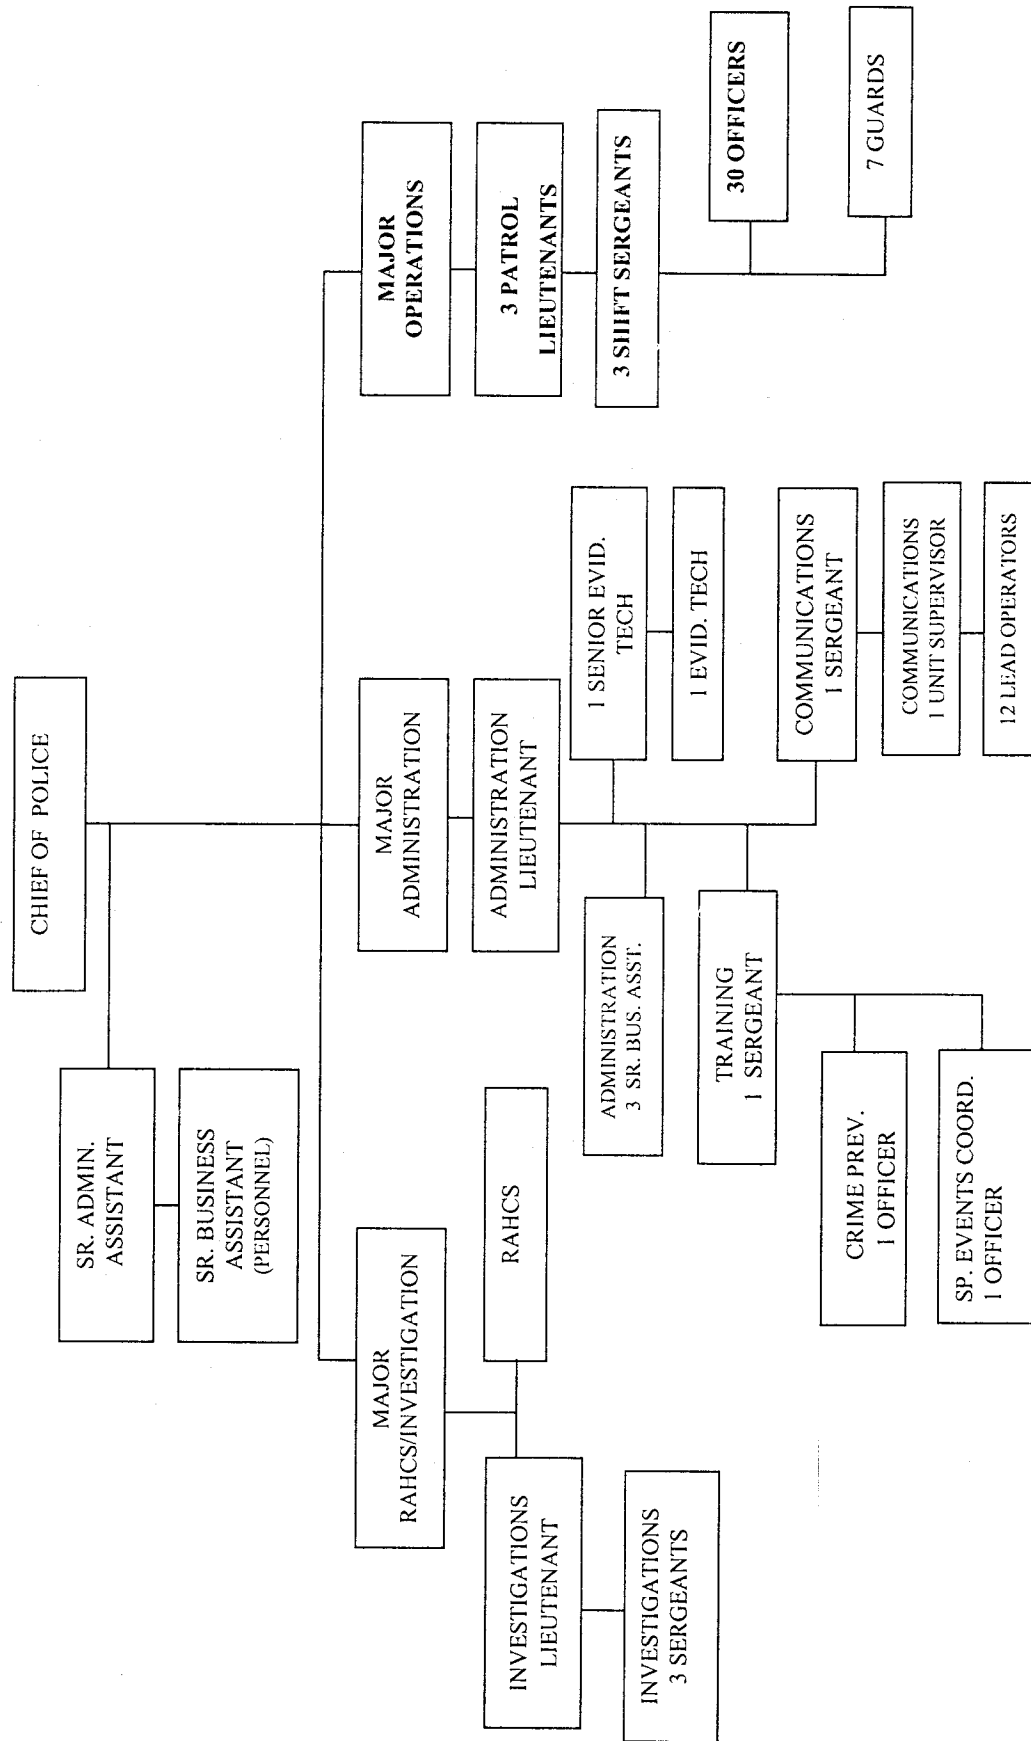 CHIEF OF POLICE
SR. ADMIN.
ASSISTANT
SR. BUSINESS
ASSISTANT
(PERSONNEL)
MAJOR
RAHCS/INVESTIGATION
MAJOR
ADMINISTRATION
MAJOR
OPERATIONS
INVESTIGATIONS
LIEUTENANT
RAHCS
ADMINISTRATION
LIEUTENANT
3 PATROL
LIEUTENANTS
INVESTIGATIONS
3 SERGEANTS
ADMINISTRATION
3 SR. BUS. ASST.
1 SENIOR EVID.
TECH
1 EVID. TECH
3 SHIFT SERGEANTS
TRAINING
1 SERGEANT
COMMUNICATIONS
1 SERGEANT
30 OFFICERS
CRIME PREV.
1 OFFICER
COMMUNICATIONS
1 UNIT SUPERVISOR
7 GUARDS
SP. EVENTS COORD.
1 OFFICER
12 LEAD OPERATORS